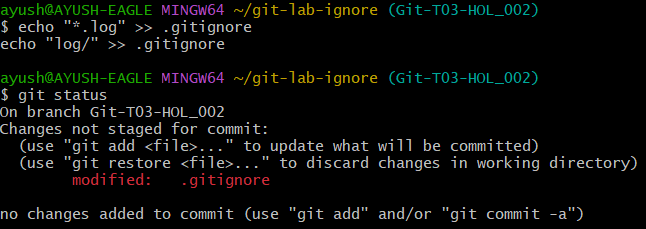 ayush@AYUSH-EAGLE MINGW64 ~/git-lab-ignore (Git-T03-HOL_002)
$ echo "*.log" >> .gitignore
echo "log/" >> .gitignore
ayush@AYUSH-EAGLE MINGW64 ~/git-lab-ignore (Git-T03-HOL_002)
$ git status
On branch Git-T03-HOL_002
Changes not staged for commit:
  (use "git add <file>..." to update what will be committed)
  (use "git restore <file>..." to discard changes in working directory)
        modified:   .gitignore
no changes added to commit (use "git add" and/or "git commit -a")